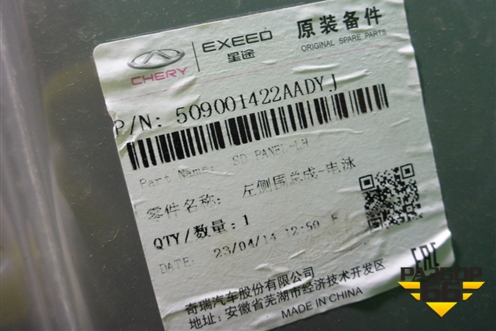 CHERY
EXEED
星途
原装备件
ORIGINAL SPARE PARTS
P/N: 509001422AADYJ
Part Name: SD PANEL-LH
零件名称: 左侧围总成-电泳
QTY/数量: 1
DATE: 23/04/14 12:50 F
奇瑞汽车股份有限公司
地址: 安徽省芜湖市经济技术开发区
MADE IN CHINA
EAC
РАЗБОР
66